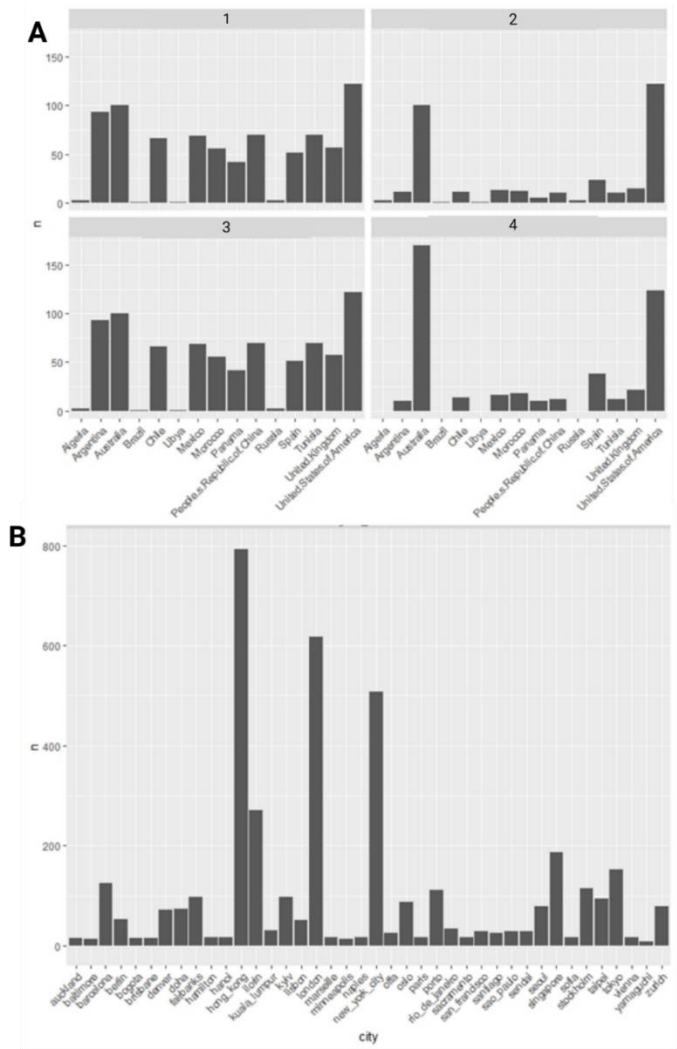 A
1
2
150
100
50
0
n
3
4
150
100
50
0
Algeria
Argentina
Australia
Brazil
Chile
Libya
Mexico
Morocco
Panama
People.s.Republic.of.China
Russia
Spain
Tunisia
United.Kingdom
United.States.of.America
Algeria
Argentina
Australia
Brazil
Chile
Libya
Mexico
Morocco
Panama
People.s.Republic.of.China
Russia
Spain
Tunisia
United.Kingdom
United.States.of.America
B
800
600
400
200
0
n
auckland
baltimore
barcelona
berlin
bogota
brisbane
denver
doha
fairbanks
hamilton
hanoi
hong_kong
ilorin
kuala_lumpur
kyiv
lisbon
london
marseille
minneapolis
naples
new_york_city
oslo
paris
porto
rio_de_janeiro
sacramento
san_francisco
santiago
sao_paulo
sendai
seoul
singapore
sofia
stockholm
taipei
tokyo
vienna
yamaguchi
zurich
city